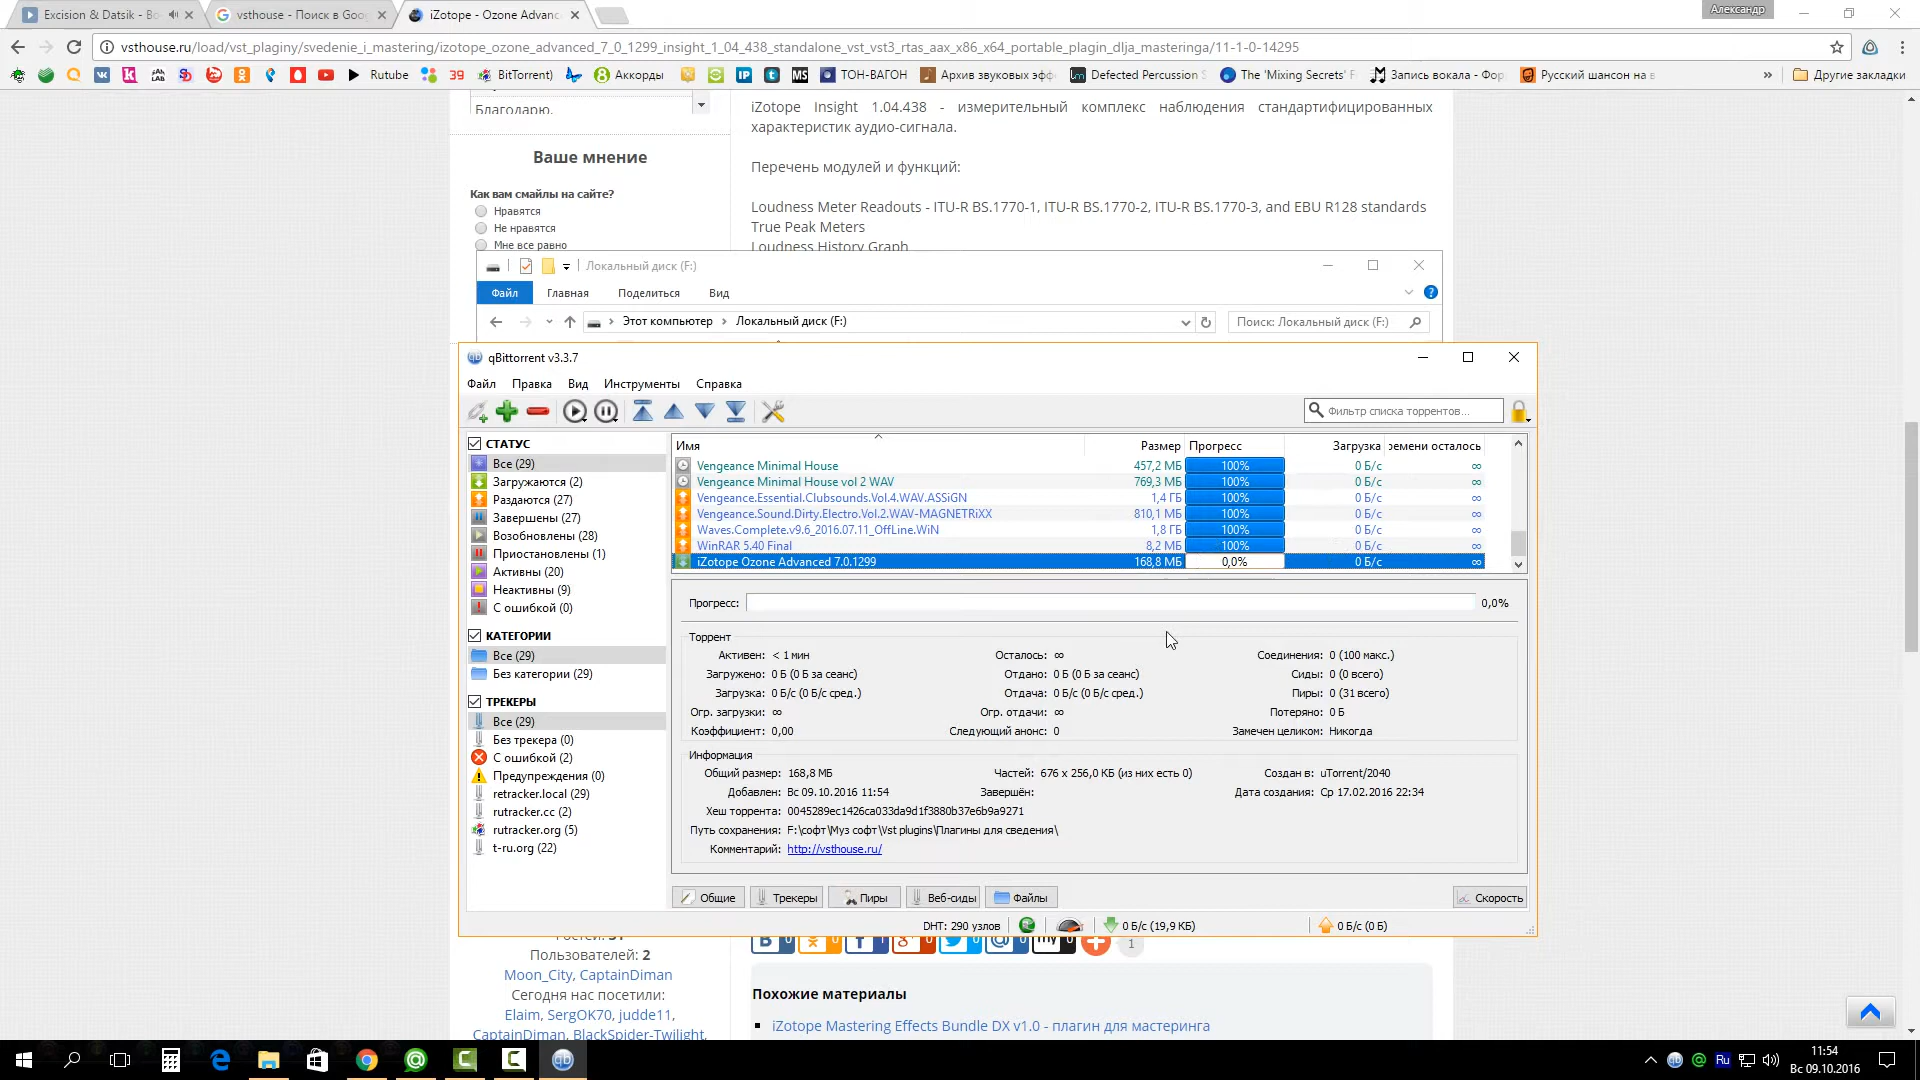 Excision & Datsik - Bo
vsthouse - Поиск в Goo
iZotope - Ozone Advanc
Александр
vsthouse.ru/load/vst_plaginy/svedenie_i_mastering/izotope_ozone_advanced_7_0_1299_insight_1_04_438_standalone_vst_vst3_rtas_aax_x86_x64_portable_plagin_dlja_masteringa/11-1-0-14295
Rutube
39
BitTorrent)
Аккорды
IP
MS
ТОН-ВАГОН
Архив звуковых эфф
Defected Percussion S
The 'Mixing Secrets' F
Запись вокала - Фор
Русский шансон на в
»
Другие закладки
Благодарю.
Ваше мнение
Как вам смайлы на сайте?
Нравятся
Не нравятся
Мне все равно
iZotope Insight 1.04.438 - измерительный комплекс наблюдения стандартифицированных
характеристик аудио-сигнала.
Перечень модулей и функций:
Loudness Meter Readouts - ITU-R BS.1770-1, ITU-R BS.1770-2, ITU-R BS.1770-3, and EBU R128 standards
True Peak Meters
Loudness History Graph
Локальный диск (F:)
Файл Главная Поделиться Вид
Этот компьютер > Локальный диск (F:)
Поиск: Локальный диск (F:)
qBittorrent v3.3.7
Файл Правка Вид Инструменты Справка
Фильтр списка торрентов...
СТАТУС
Все (29)
Загружаются (2)
Раздаются (27)
Завершены (27)
Возобновлены (28)
Приостановлены (1)
Активны (20)
Неактивны (9)
С ошибкой (0)
КАТЕГОРИИ
Все (29)
Без категории (29)
ТРЕКЕРЫ
Все (29)
Без трекера (0)
С ошибкой (2)
Предупреждения (0)
retracker.local (29)
rutracker.cc (2)
rutracker.org (5)
t-ru.org (22)
Имя Размер Прогресс Загрузка ремени осталось
Vengeance Minimal House 457,2 МБ 100% 0 Б/с ∞
Vengeance Minimal House vol 2 WAV 769,3 МБ 100% 0 Б/с ∞
Vengeance.Essential.Clubsounds.Vol.4.WAV.ASSiGN 1,4 ГБ 100% 0 Б/с ∞
Vengeance.Sound.Dirty.Electro.Vol.2.WAV-MAGNETRiXX 810,1 МБ 100% 0 Б/с ∞
Waves.Complete.v9.6_2016.07.11_OffLine.WiN 1,8 ГБ 100% 0 Б/с ∞
WinRAR 5.40 Final 8,2 МБ 100% 0 Б/с ∞
iZotope Ozone Advanced 7.0.1299 168,8 МБ 0,0% 0 Б/с ∞
Прогресс: 0,0%
Торрент
Активен: < 1 мин Осталось: ∞ Соединения: 0 (100 макс.)
Загружено: 0 Б (0 Б за сеанс) Отдано: 0 Б (0 Б за сеанс) Сиды: 0 (0 всего)
Загрузка: 0 Б/с (0 Б/с сред.) Отдача: 0 Б/с (0 Б/с сред.) Пиры: 0 (31 всего)
Огр. загрузки: ∞ Огр. отдачи: ∞ Потеряно: 0 Б
Коэффициент: 0,00 Следующий анонс: 0 Замечен целиком: Никогда
Информация
Общий размер: 168,8 МБ Частей: 676 x 256,0 КБ (из них есть 0) Создан в: uTorrent/2040
Добавлен: Вс 09.10.2016 11:54 Завершён: Дата создания: Ср 17.02.2016 22:34
Хеш торрента: 0045289ec1426ca033da9d1f3880b37e6b9a9271
Путь сохранения: F:\софт\Муз софт\Vst plugins\Плагины для сведения\
Комментарий: http://vsthouse.ru/
Общие Трекеры Пиры Веб-сиды Файлы Скорость
DHT: 290 узлов 0 Б/с (19,9 КБ) 0 Б/с (0 Б)
Пользователей: 2
Moon_City, CaptainDiman
Сегодня нас посетили:
Elaim, SergOK70, judde11,
CaptainDiman, BlackSpider-Twilight,
1
Похожие материалы
iZotope Mastering Effects Bundle DX v1.0 - плагин для мастеринга
Ru
11:54
Вс 09.10.2016